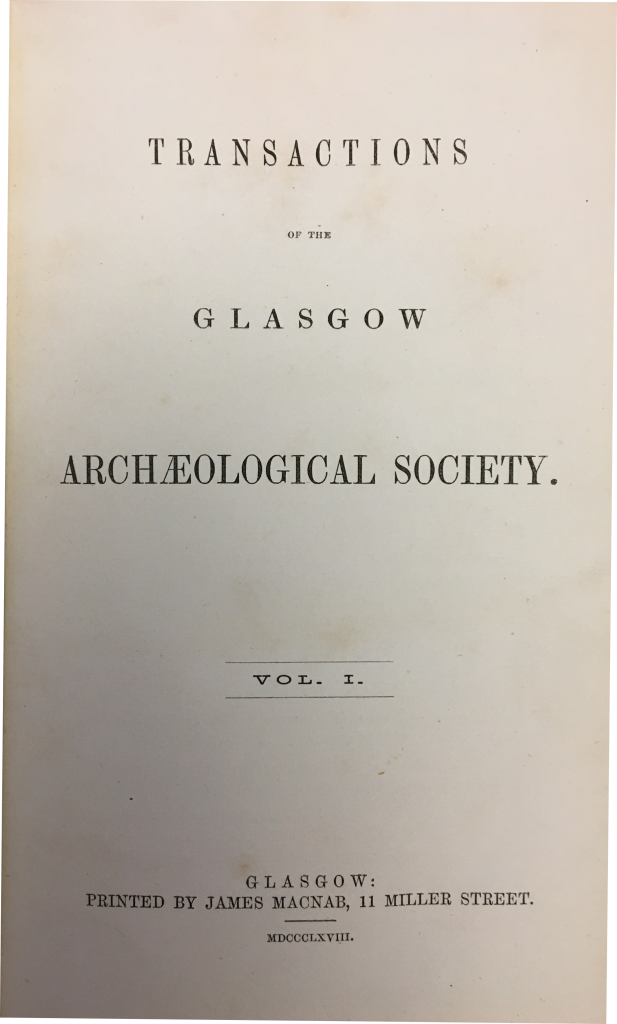 TRANSACTIONS
OF THE
GLASGOW
ARCHÆOLOGICAL SOCIETY.
VOL. I.
GLASGOW:
PRINTED BY JAMES MACNAB, 11 MILLER STREET.
MDCCCLXVIII.